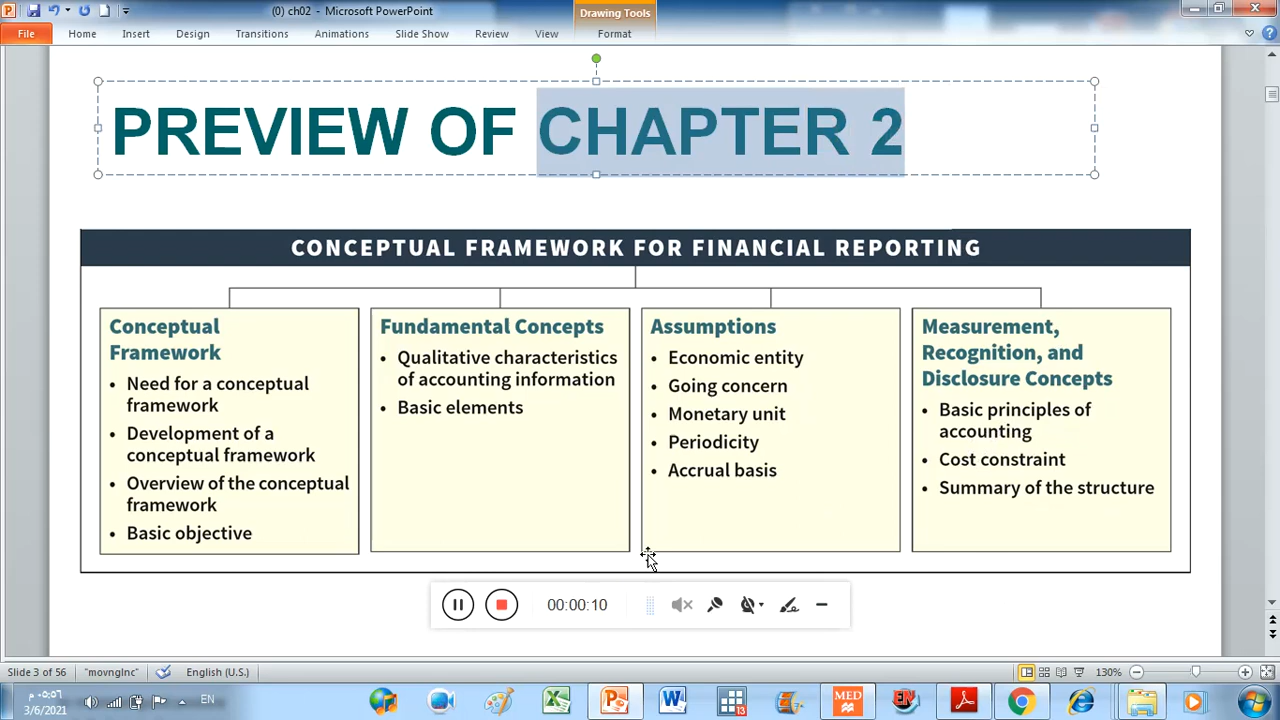 (0) ch02 - Microsoft PowerPoint
Drawing Tools
File Home Insert Design Transitions Animations Slide Show Review View Format
PREVIEW OF CHAPTER 2
CONCEPTUAL FRAMEWORK FOR FINANCIAL REPORTING
Conceptual
Framework
• Need for a conceptual
framework
• Development of a
conceptual framework
• Overview of the conceptual
framework
• Basic objective
Fundamental Concepts
• Qualitative characteristics
of accounting information
• Basic elements
Assumptions
• Economic entity
• Going concern
• Monetary unit
• Periodicity
• Accrual basis
Measurement,
Recognition, and
Disclosure Concepts
• Basic principles of
accounting
• Cost constraint
• Summary of the structure
00:00:10
Slide 3 of 56 "movngInc" English (U.S.) 130%
٠٥:٥٦ م
3/6/2021
EN
13
MED